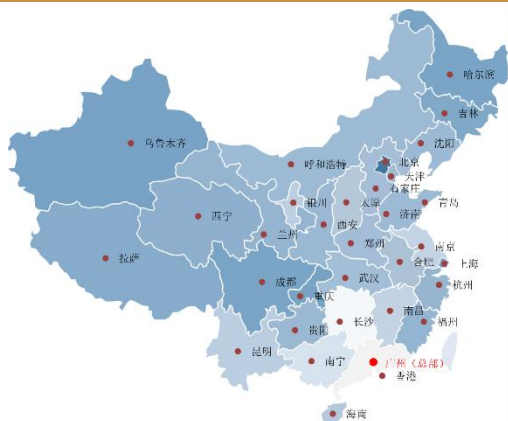 哈尔滨
吉林
沈阳
乌鲁木齐
呼和浩特
北京
天津
石家庄
银川
太原
济南
青岛
西宁
西安
兰州
郑州
南京
拉萨
合肥
上海
成都
武汉
杭州
重庆
长沙
南昌
福州
贵阳
昆明
南宁
广州（总部）
香港
海南